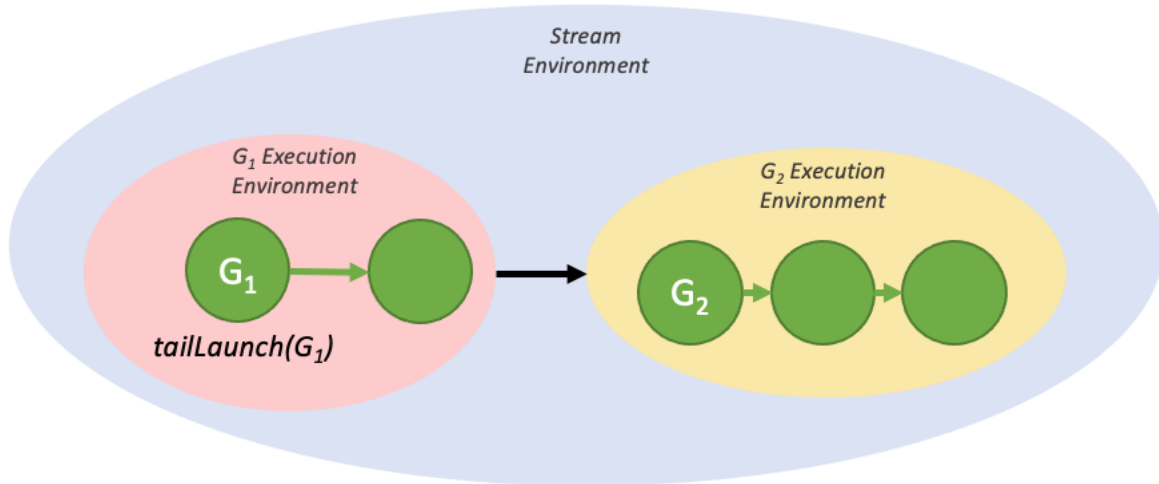 Stream
Environment
G₁ Execution
Environment
G₂ Execution
Environment
G₁
G₂
tailLaunch(G₁)